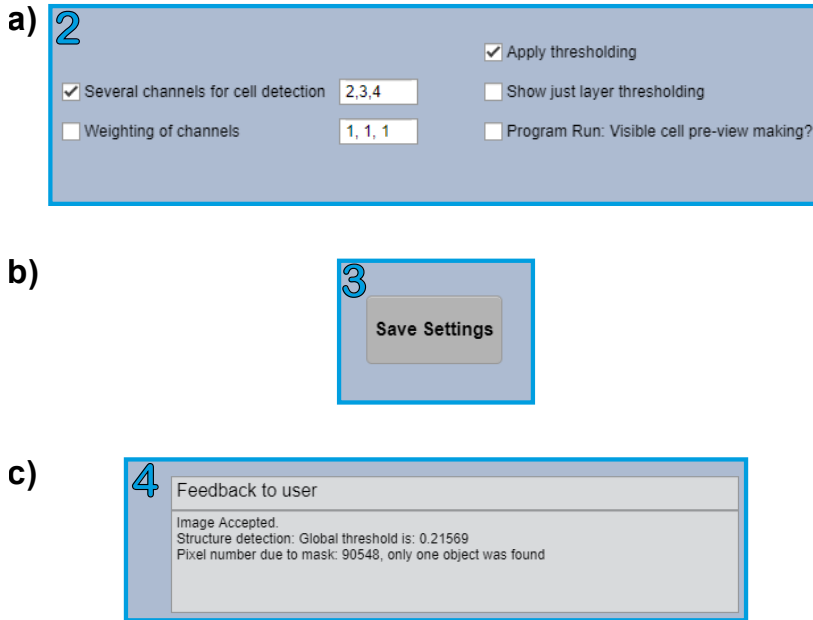 a)
2
Apply thresholding
Several channels for cell detection 2,3,4 Show just layer thresholding
Weighting of channels 1, 1, 1 Program Run: Visible cell pre-view making?
b)
3
Save Settings
c)
4
Feedback to user
Image Accepted.
Structure detection: Global threshold is: 0.21569
Pixel number due to mask: 90548, only one object was found